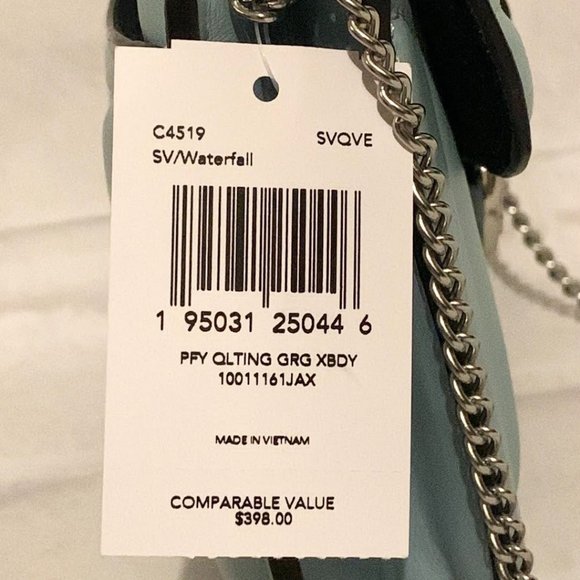 C4519 SVQVE
SV/Waterfall
1 95031 25044 6
PFY QLTING GRG XBDY
10011161JAX
MADE IN VIETNAM
COMPARABLE VALUE
$398.00